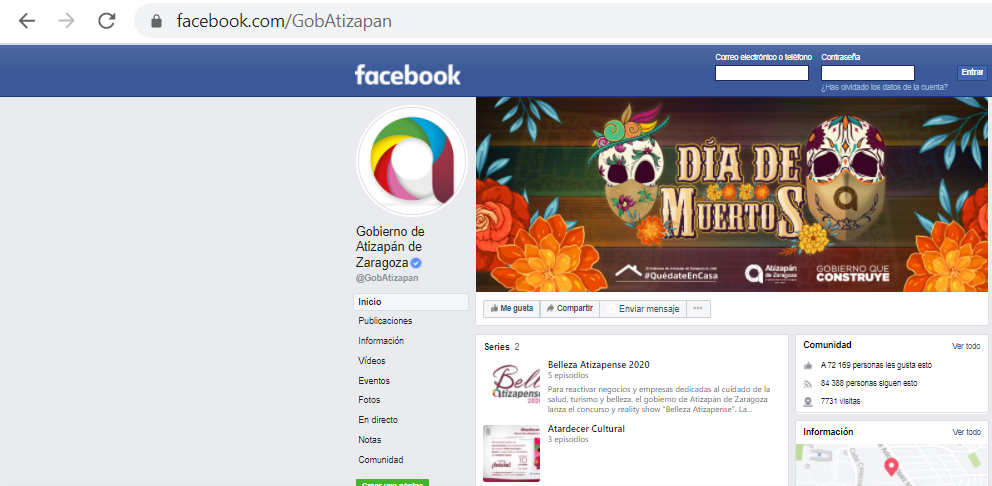 facebook.com/GobAtizapan
facebook
Correo electrónico o teléfono
Contraseña
Entrar
¿Has olvidado los datos de la cuenta?
Gobierno de
Atizapán de
Zaragoza
@GobAtizapan
Inicio
Publicaciones
Información
Vídeos
Eventos
Fotos
En directo
Notas
Comunidad
Crear una página
DÍA DE
MUERTOS
#QuédateEnCasa
Atizapán
de Zaragoza
GOBIERNO QUE
CONSTRUYE
Me gusta
Compartir
Enviar mensaje
Series 2
Belleza Atizapense 2020
5 episodios
Para reactivar negocios y empresas dedicadas al cuidado de la
salud, turismo y belleza, el gobierno de Atizapán de Zaragoza
lanza el concurso y reality show "Belleza Atizapense". La...
Atardecer Cultural
3 episodios
Comunidad
Ver todo
A 72 169 personas les gusta esto
84 388 personas siguen esto
7731 visitas
Información
Ver todo